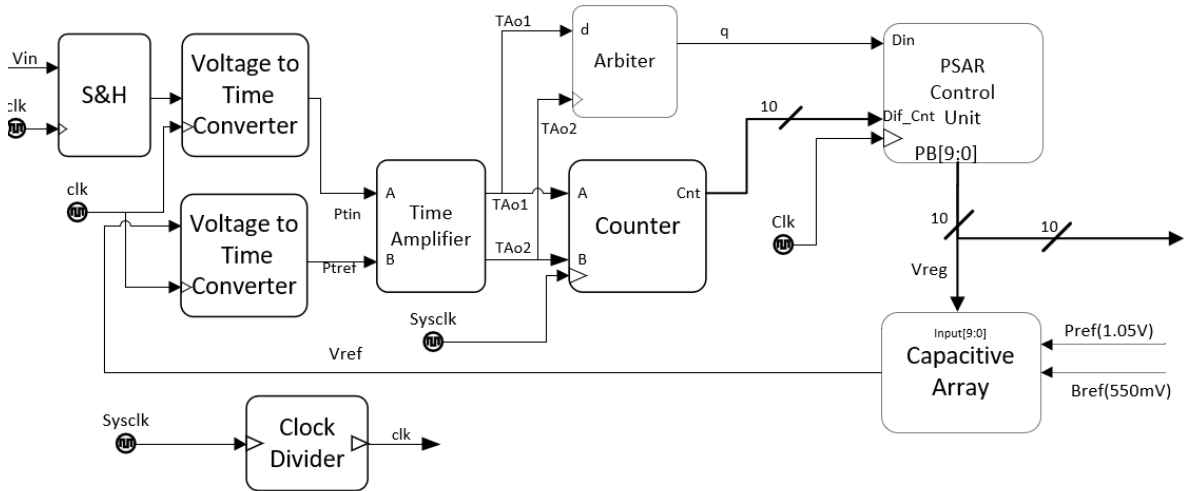 Vin
clk
S&H
Voltage to
Time
Converter
TAo1
d
Arbiter
q
Din
PSAR
Control
Unit
10
Dif_Cnt
PB[9:0]
TAo2
clk
Voltage to
Time
Converter
Ptin
Ptref
A
Time
Amplifier
B
TAo1
TAo2
A
Cnt
Counter
B
Clk
10
10
Vreg
Sysclk
Vref
Input[9:0]
Capacitive
Array
Pref(1.05V)
Bref(550mV)
Sysclk
Clock
Divider
clk